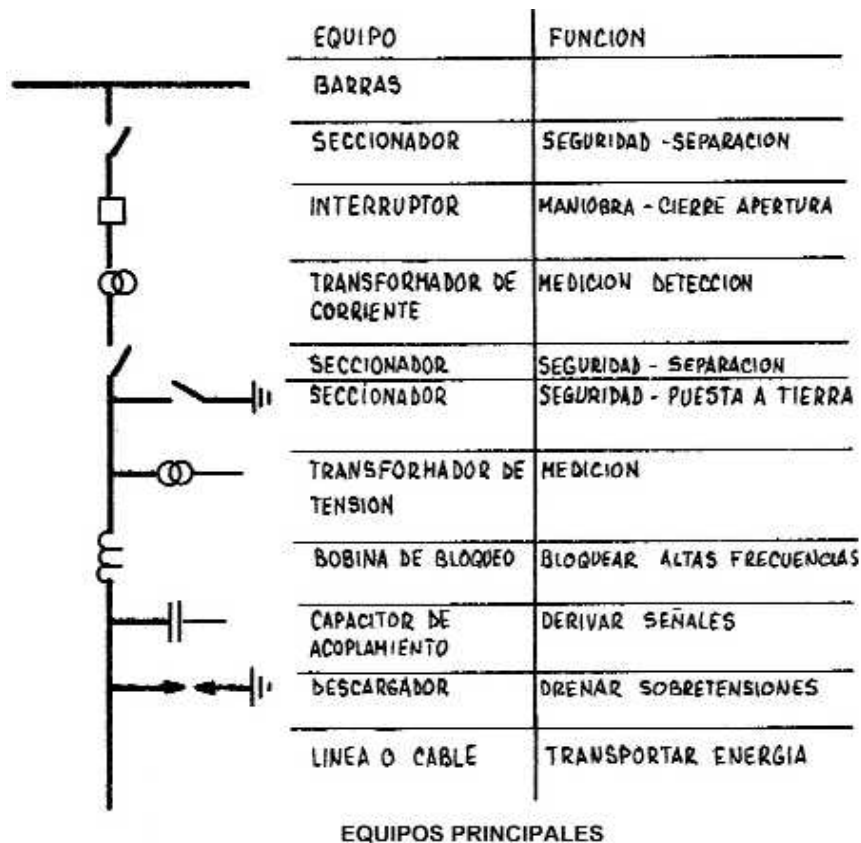 EQUIPO FUNCION
BARRAS
SECCIONADOR SEGURIDAD - SEPARACION
INTERRUPTOR MANIOBRA - CIERRE APERTURA
TRANSFORMADOR DE MEDICION DETECCION
CORRIENTE
SECCIONADOR SEGURIDAD - SEPARACION
SECCIONADOR SEGURIDAD - PUESTA A TIERRA
TRANSFORMADOR DE MEDICION
TENSION
BOBINA DE BLOQUEO BLOQUEAR ALTAS FRECUENCIAS
CAPACITOR DE DERIVAR SEÑALES
ACOPLAMIENTO
DESCARGADOR DRENAR SOBRETENSIONES
LINEA O CABLE TRANSPORTAR ENERGIA
EQUIPOS PRINCIPALES